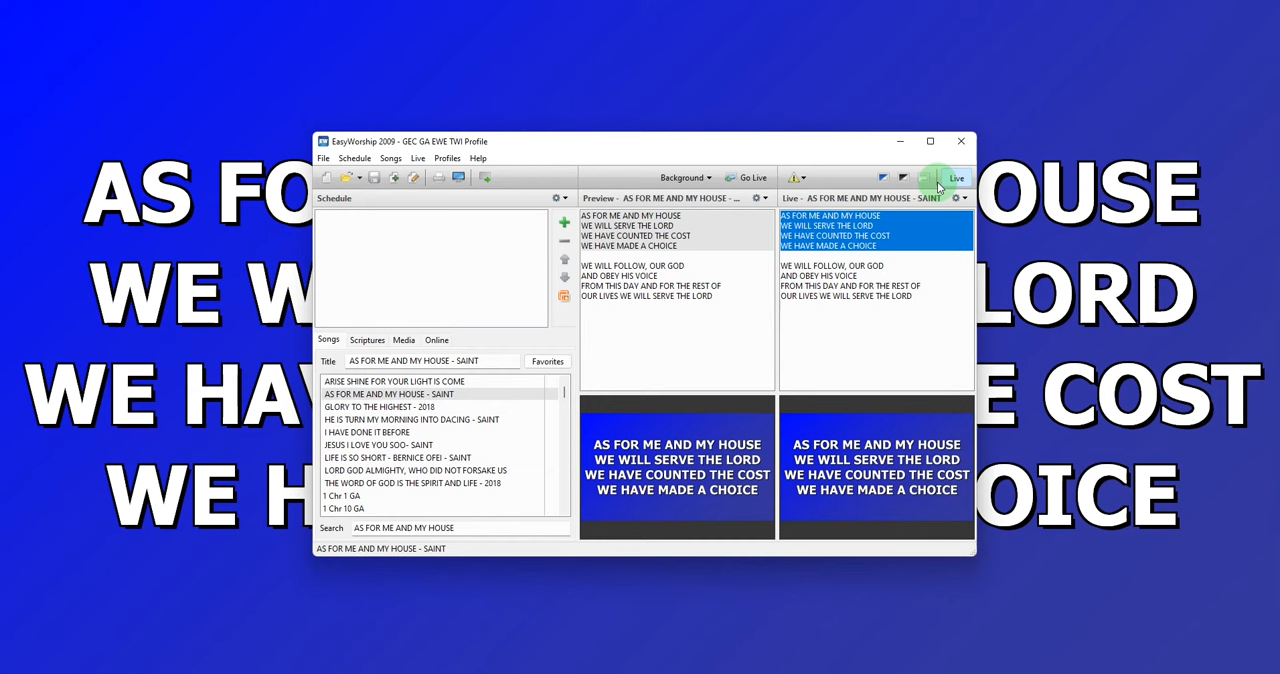 EasyWorship 2009 - GEC GA EWE TWI Profile
File Schedule Songs Live Profiles Help
Background Go Live Live
Schedule
AS FOR ME AND MY HOUSE
WE WILL SERVE THE LORD
WE HAVE COUNTED THE COST
WE HAVE MADE A CHOICE
Preview - AS FOR ME AND MY HOUSE - ...
AS FOR ME AND MY HOUSE
WE WILL SERVE THE LORD
WE HAVE COUNTED THE COST
WE HAVE MADE A CHOICE
WE WILL FOLLOW, OUR GOD
AND OBEY HIS VOICE
FROM THIS DAY AND FOR THE REST OF
OUR LIVES WE WILL SERVE THE LORD
Live - AS FOR ME AND MY HOUSE - SAINT
AS FOR ME AND MY HOUSE
WE WILL SERVE THE LORD
WE HAVE COUNTED THE COST
WE HAVE MADE A CHOICE
WE WILL FOLLOW, OUR GOD
AND OBEY HIS VOICE
FROM THIS DAY AND FOR THE REST OF
OUR LIVES WE WILL SERVE THE LORD
Songs Scriptures Media Online
Title AS FOR ME AND MY HOUSE - SAINT Favorites
ARISE SHINE FOR YOUR LIGHT IS COME
AS FOR ME AND MY HOUSE - SAINT
GLORY TO THE HIGHEST - 2018
HE IS TURN MY MORNING INTO DACING - SAINT
I HAVE DONE IT BEFORE
JESUS I LOVE YOU SOO- SAINT
LIFE IS SO SHORT - BERNICE OFEI - SAINT
LORD GOD ALMIGHTY, WHO DID NOT FORSAKE US
THE WORD OF GOD IS THE SPIRIT AND LIFE - 2018
1 Chr 1 GA
1 Chr 10 GA
Search AS FOR ME AND MY HOUSE
AS FOR ME AND MY HOUSE - SAINT
AS FOR ME AND MY HOUSE
WE WILL SERVE THE LORD
WE HAVE COUNTED THE COST
WE HAVE MADE A CHOICE
AS FOR ME AND MY HOUSE
WE WILL SERVE THE LORD
WE HAVE COUNTED THE COST
WE HAVE MADE A CHOICE